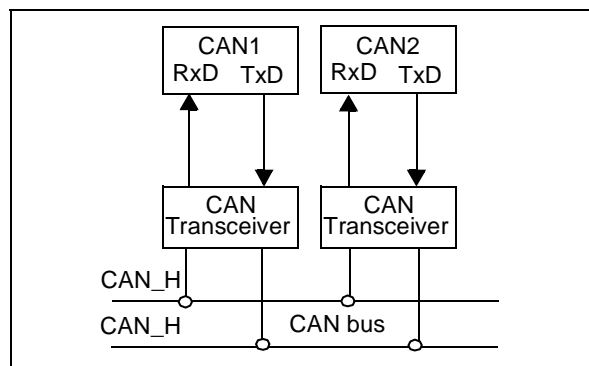 CAN1 CAN2
RxD TxD RxD TxD
CAN CAN
Transceiver Transceiver
CAN_H
CAN_H CAN bus